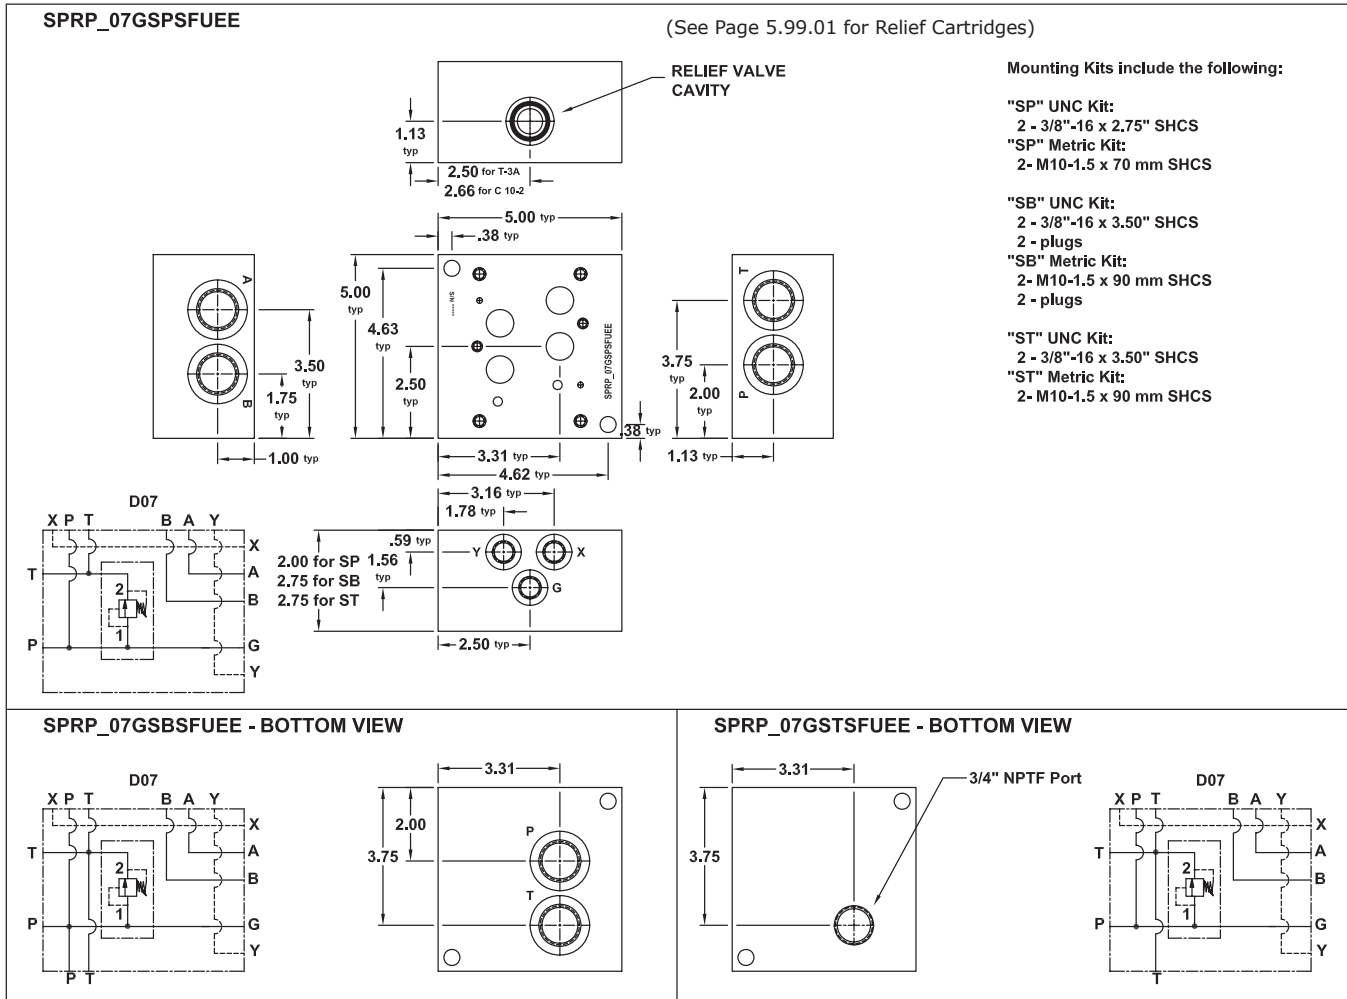 SPRP_07GSPSFUEE
(See Page 5.99.01 for Relief Cartridges)
RELIEF VALVE
CAVITY
1.13
typ
2.50 for T-3A
2.66 for C 10-2
5.00 typ
.38 typ
Mounting Kits include the following:
"SP" UNC Kit:
2 - 3/8"-16 x 2.75" SHCS
"SP" Metric Kit:
2- M10-1.5 x 70 mm SHCS
"SB" UNC Kit:
2 - 3/8"-16 x 3.50" SHCS
2 - plugs
"SB" Metric Kit:
2- M10-1.5 x 90 mm SHCS
2 - plugs
"ST" UNC Kit:
2 - 3/8"-16 x 3.50" SHCS
"ST" Metric Kit:
2- M10-1.5 x 90 mm SHCS
A
B
3.50
typ
1.75
typ
1.00 typ
5.00
typ
4.63
typ
2.50
typ
S/N -----
SPRP_07GSPSFUEE
.38 typ
3.31 typ
4.62 typ
T
P
3.75
typ
2.00
typ
1.13 typ
D07
X P T B A Y
X
T A
2
B
1
P G
Y
3.16 typ
1.78 typ
.59 typ
1.56
typ
2.00 for SP
2.75 for SB
2.75 for ST
Y X
G
2.50 typ
SPRP_07GSBSFUEE - BOTTOM VIEW
D07
X P T B A Y
X
T A
2
B
1
P G
Y
P T
3.31
2.00
3.75
P
T
SPRP_07GSTSFUEE - BOTTOM VIEW
3.31
3.75
3/4" NPTF Port
D07
X P T B A Y
X
T A
2
B
1
P G
Y
T